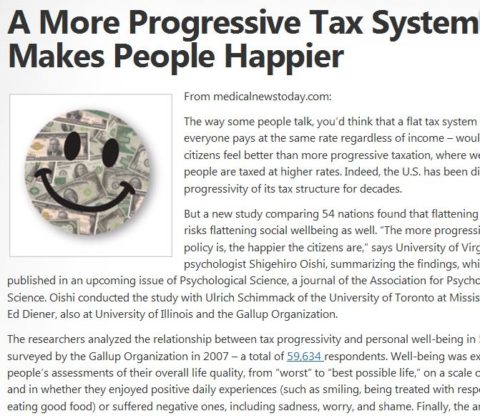 A More Progressive Tax System
Makes People Happier
From medicalnewstoday.com:
The way some people talk, you’d think that a flat tax system
everyone pays at the same rate regardless of income – wou
citizens feel better than more progressive taxation, where we
people are taxed at higher rates. Indeed, the U.S. has been di
progressivity of its tax structure for decades.
But a new study comparing 54 nations found that flattening
risks flattening social wellbeing as well. “The more progressi
policy is, the happier the citizens are,” says University of Virg
psychologist Shigehiro Oishi, summarizing the findings, whi
published in an upcoming issue of Psychological Science, a journal of the Association for Psycho
Science. Oishi conducted the study with Ulrich Schimmack of the University of Toronto at Missis
Ed Diener, also at University of Illinois and the Gallup Organization.
The researchers analyzed the relationship between tax progressivity and personal well-being in
surveyed by the Gallup Organization in 2007 – a total of 59,634 respondents. Well-being was ex
people’s assessments of their overall life quality, from “worst” to “best possible life,” on a scale o
and in whether they enjoyed positive daily experiences (such as smiling, being treated with respe
eating good food) or suffered negative ones, including sadness, worry, and shame. Finally, the an